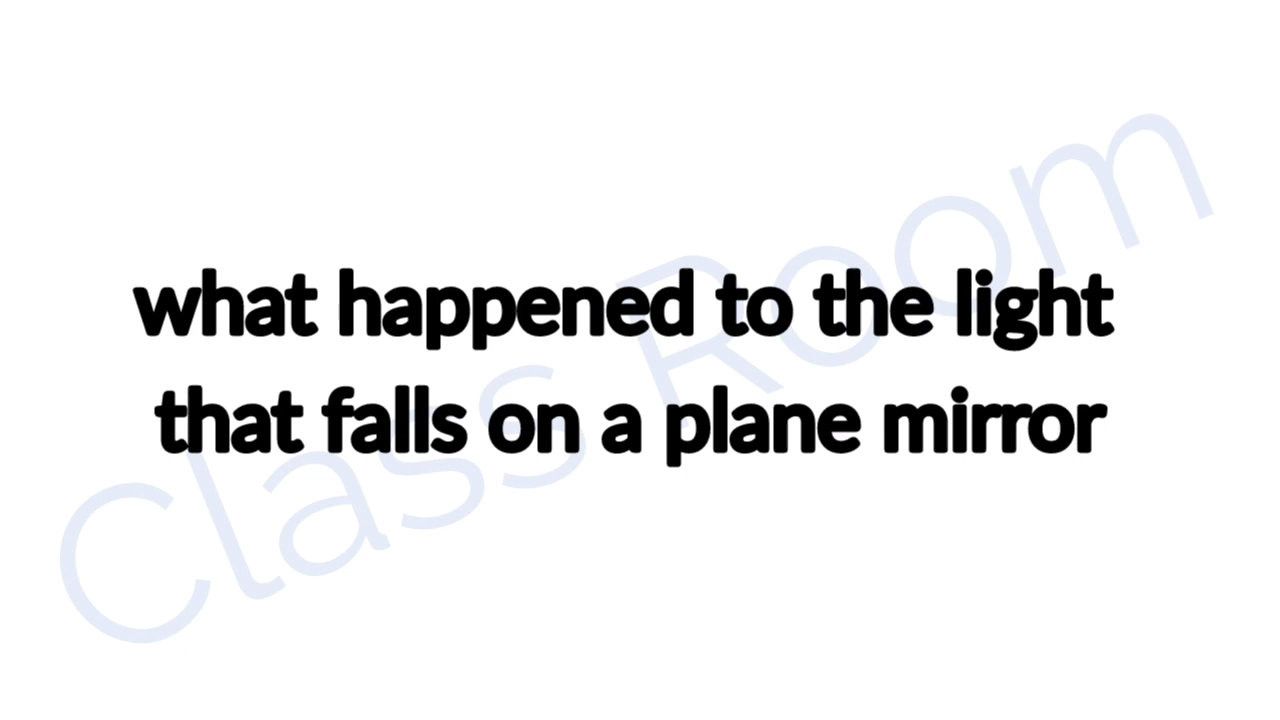 what happened to the light
that falls on a plane mirror
Class Room